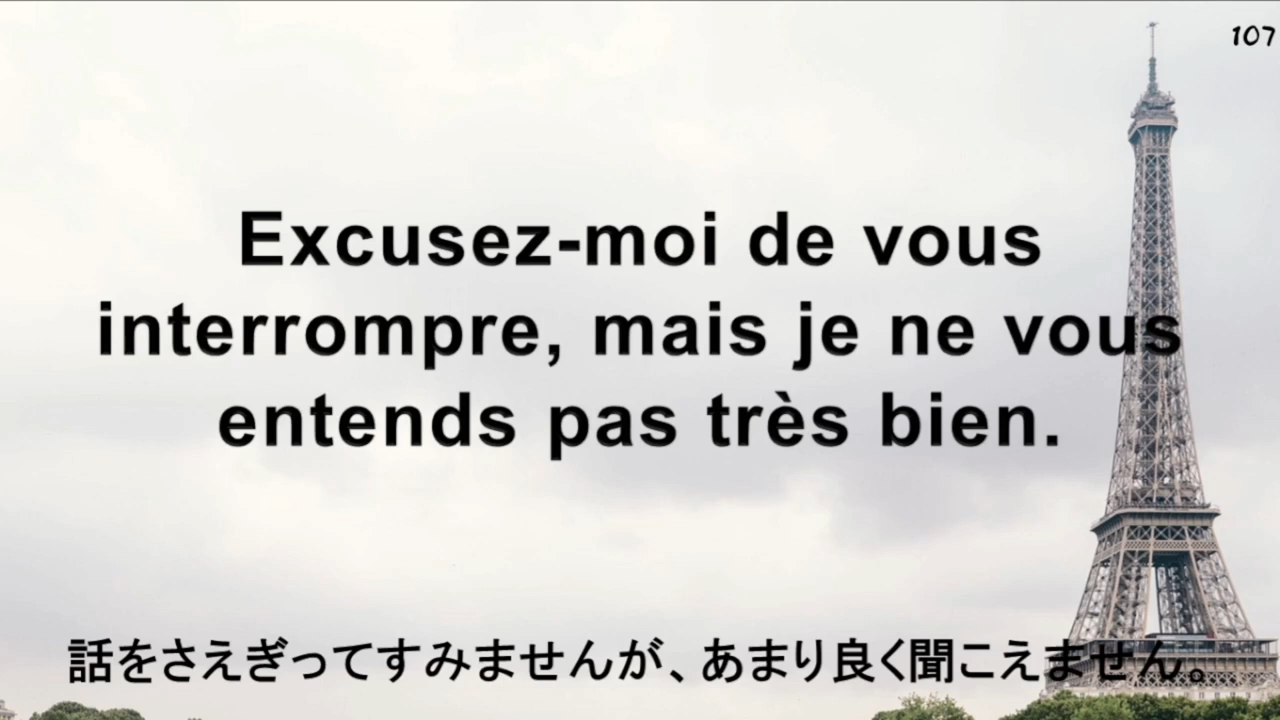 107
Excusez-moi de vous
interrompre, mais je ne vous
entends pas très bien.
話をさえぎってすみませんが、あまり良く聞こえません。